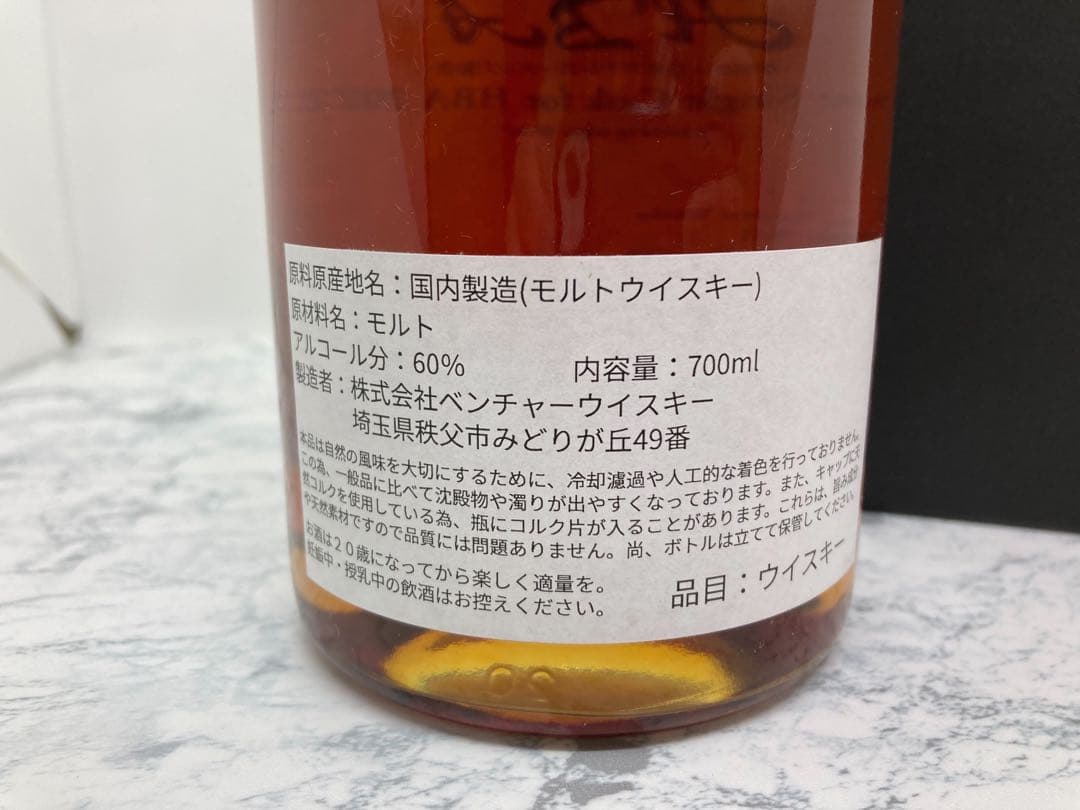 原料原産地名：国内製造(モルトウイスキー)
原材料名：モルト
アルコール分：60%　内容量：700ml
製造者：株式会社ベンチャーウイスキー
埼玉県秩父市みどりが丘49番
本品は自然の風味を大切にするために、冷却濾過や人工的な着色を行っておりません。
この為、一般品に比べて沈殿物や濁りが出やすくなっております。また、キャップに天
然コルクを使用している為、瓶にコルク片が入ることがあります。これらは、旨み成分
や天然素材ですので品質には問題ありません。尚、ボトルは立てて保管してください。
お酒は20歳になってから楽しく適量を。
妊娠中・授乳中の飲酒はお控えください。
品目：ウイスキー